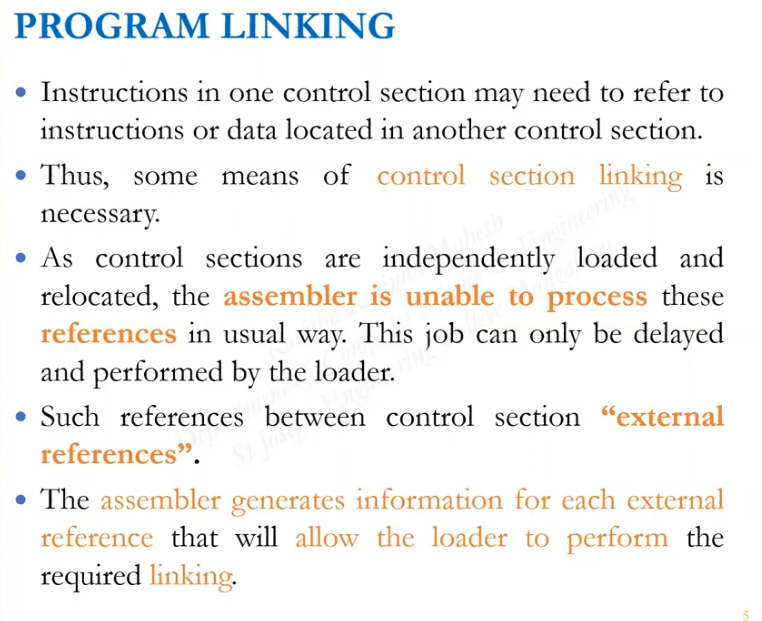 PROGRAM LINKING
• Instructions in one control section may need to refer to
instructions or data located in another control section.
• Thus, some means of control section linking is
necessary.
• As control sections are independently loaded and
relocated, the assembler is unable to process these
references in usual way. This job can only be delayed
and performed by the loader.
• Such references between control section “external
references”.
• The assembler generates information for each external
reference that will allow the loader to perform the
required linking.
5